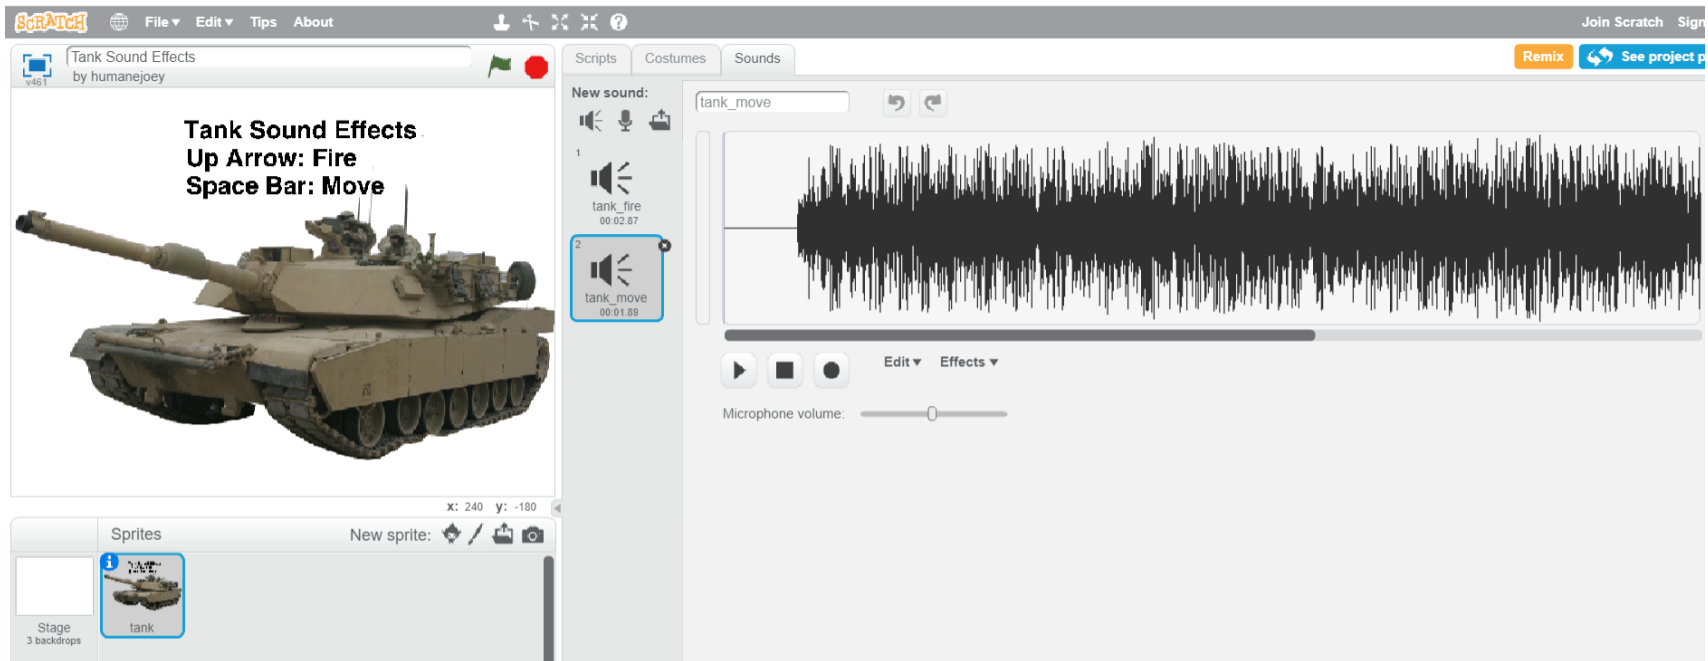 SCRATCH File Edit Tips About Join Scratch Sign
Tank Sound Effects
by humanejoey
v461
Scripts Costumes Sounds
Remix See project p
New sound:
tank_move
1
tank_fire
00:02.87
2
tank_move
00:01.89
Tank Sound Effects
Up Arrow: Fire
Space Bar: Move
Edit Effects
Microphone volume:
x: 240 y: -180
Sprites New sprite:
Stage
3 backdrops
tank